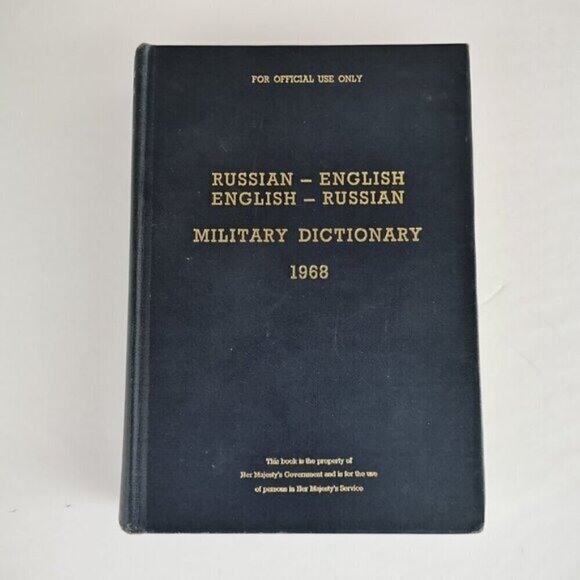 FOR OFFICIAL USE ONLY
RUSSIAN – ENGLISH
ENGLISH – RUSSIAN
MILITARY DICTIONARY
1968
This book is the property of
Her Majesty's Government and is for the use
of persons in Her Majesty's Service